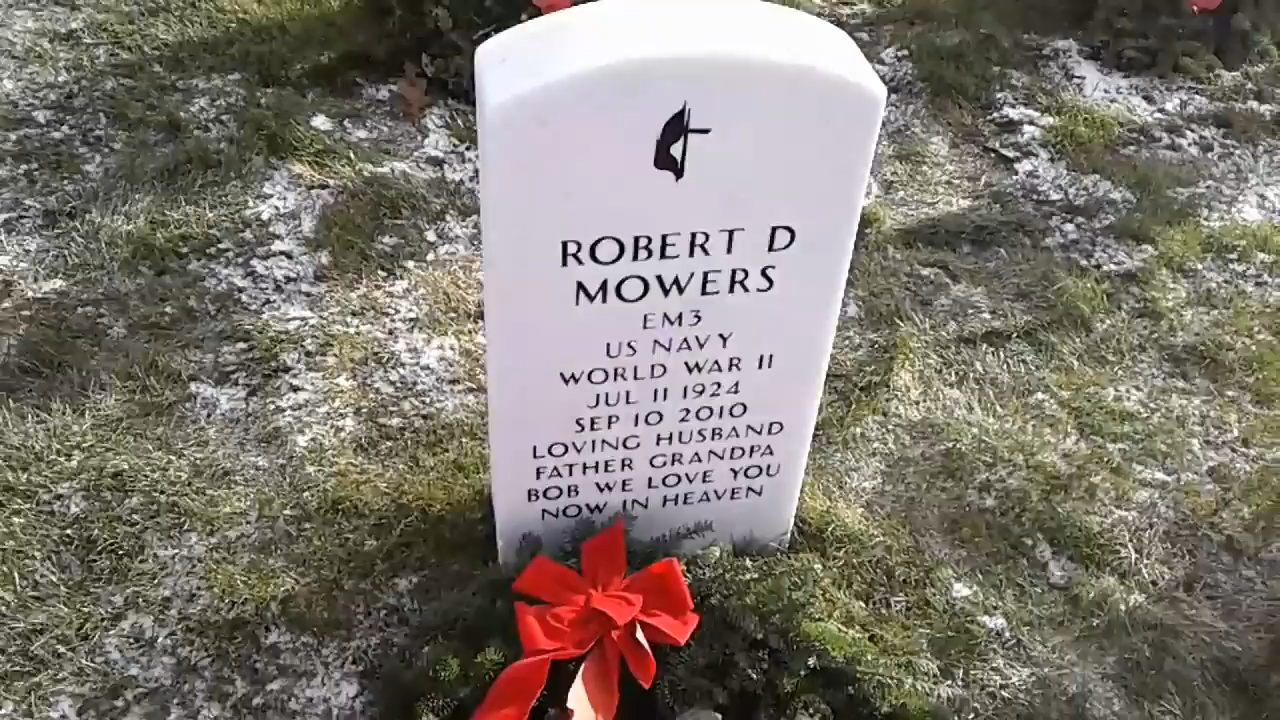 ROBERT D
MOWERS
EM3
US NAVY
WORLD WAR II
JUL 11 1924
SEP 10 2010
LOVING HUSBAND
FATHER GRANDPA
BOB WE LOVE YOU
NOW IN HEAVEN